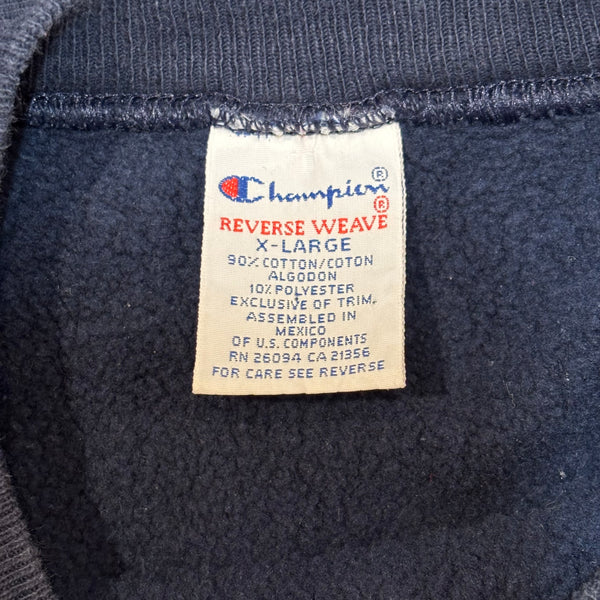 Champion®
REVERSE WEAVE®
X-LARGE
90% COTTON/COTON
ALGODON
10% POLYESTER
EXCLUSIVE OF TRIM.
ASSEMBLED IN
MEXICO
OF U.S. COMPONENTS
RN 26094 CA 21356
FOR CARE SEE REVERSE